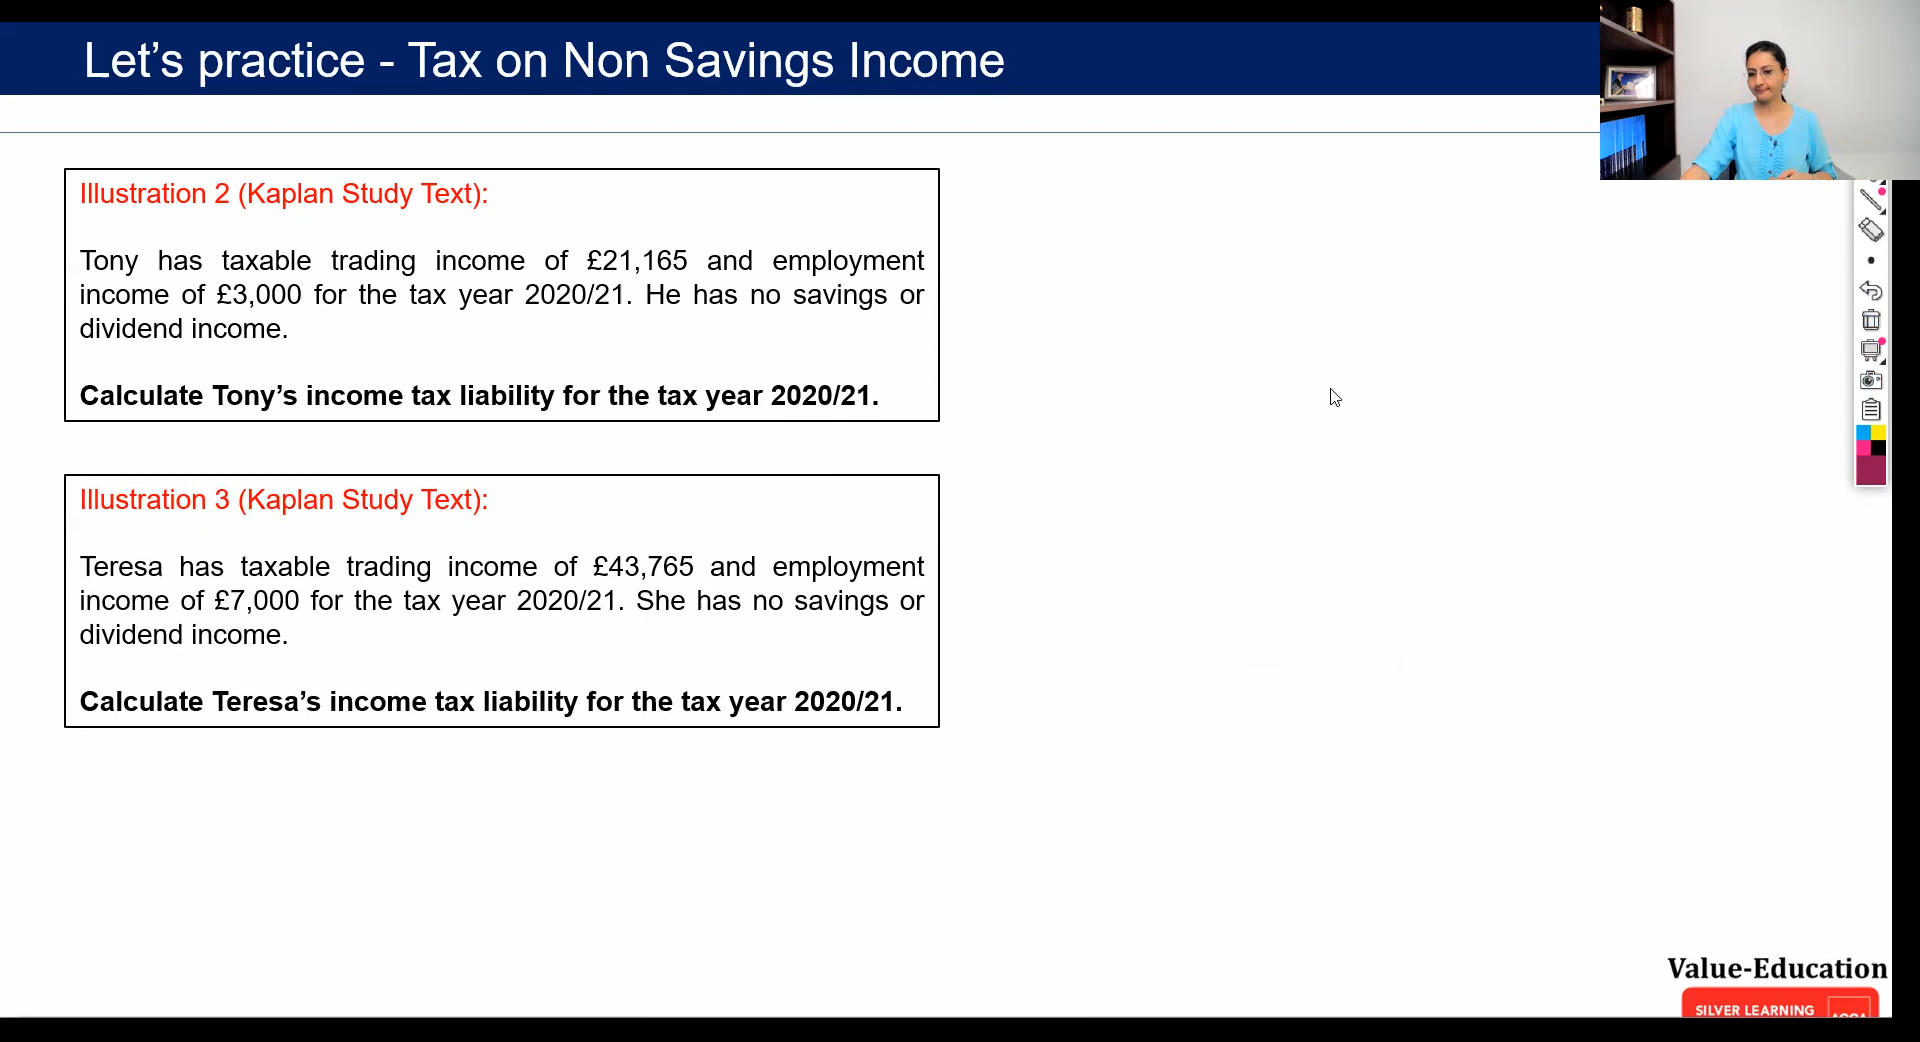 Let’s practice - Tax on Non Savings Income
Illustration 2 (Kaplan Study Text):
Tony has taxable trading income of £21,165 and employment
income of £3,000 for the tax year 2020/21. He has no savings or
dividend income.
Calculate Tony’s income tax liability for the tax year 2020/21.
Illustration 3 (Kaplan Study Text):
Teresa has taxable trading income of £43,765 and employment
income of £7,000 for the tax year 2020/21. She has no savings or
dividend income.
Calculate Teresa’s income tax liability for the tax year 2020/21.
Value-Education
SILVER LEARNING